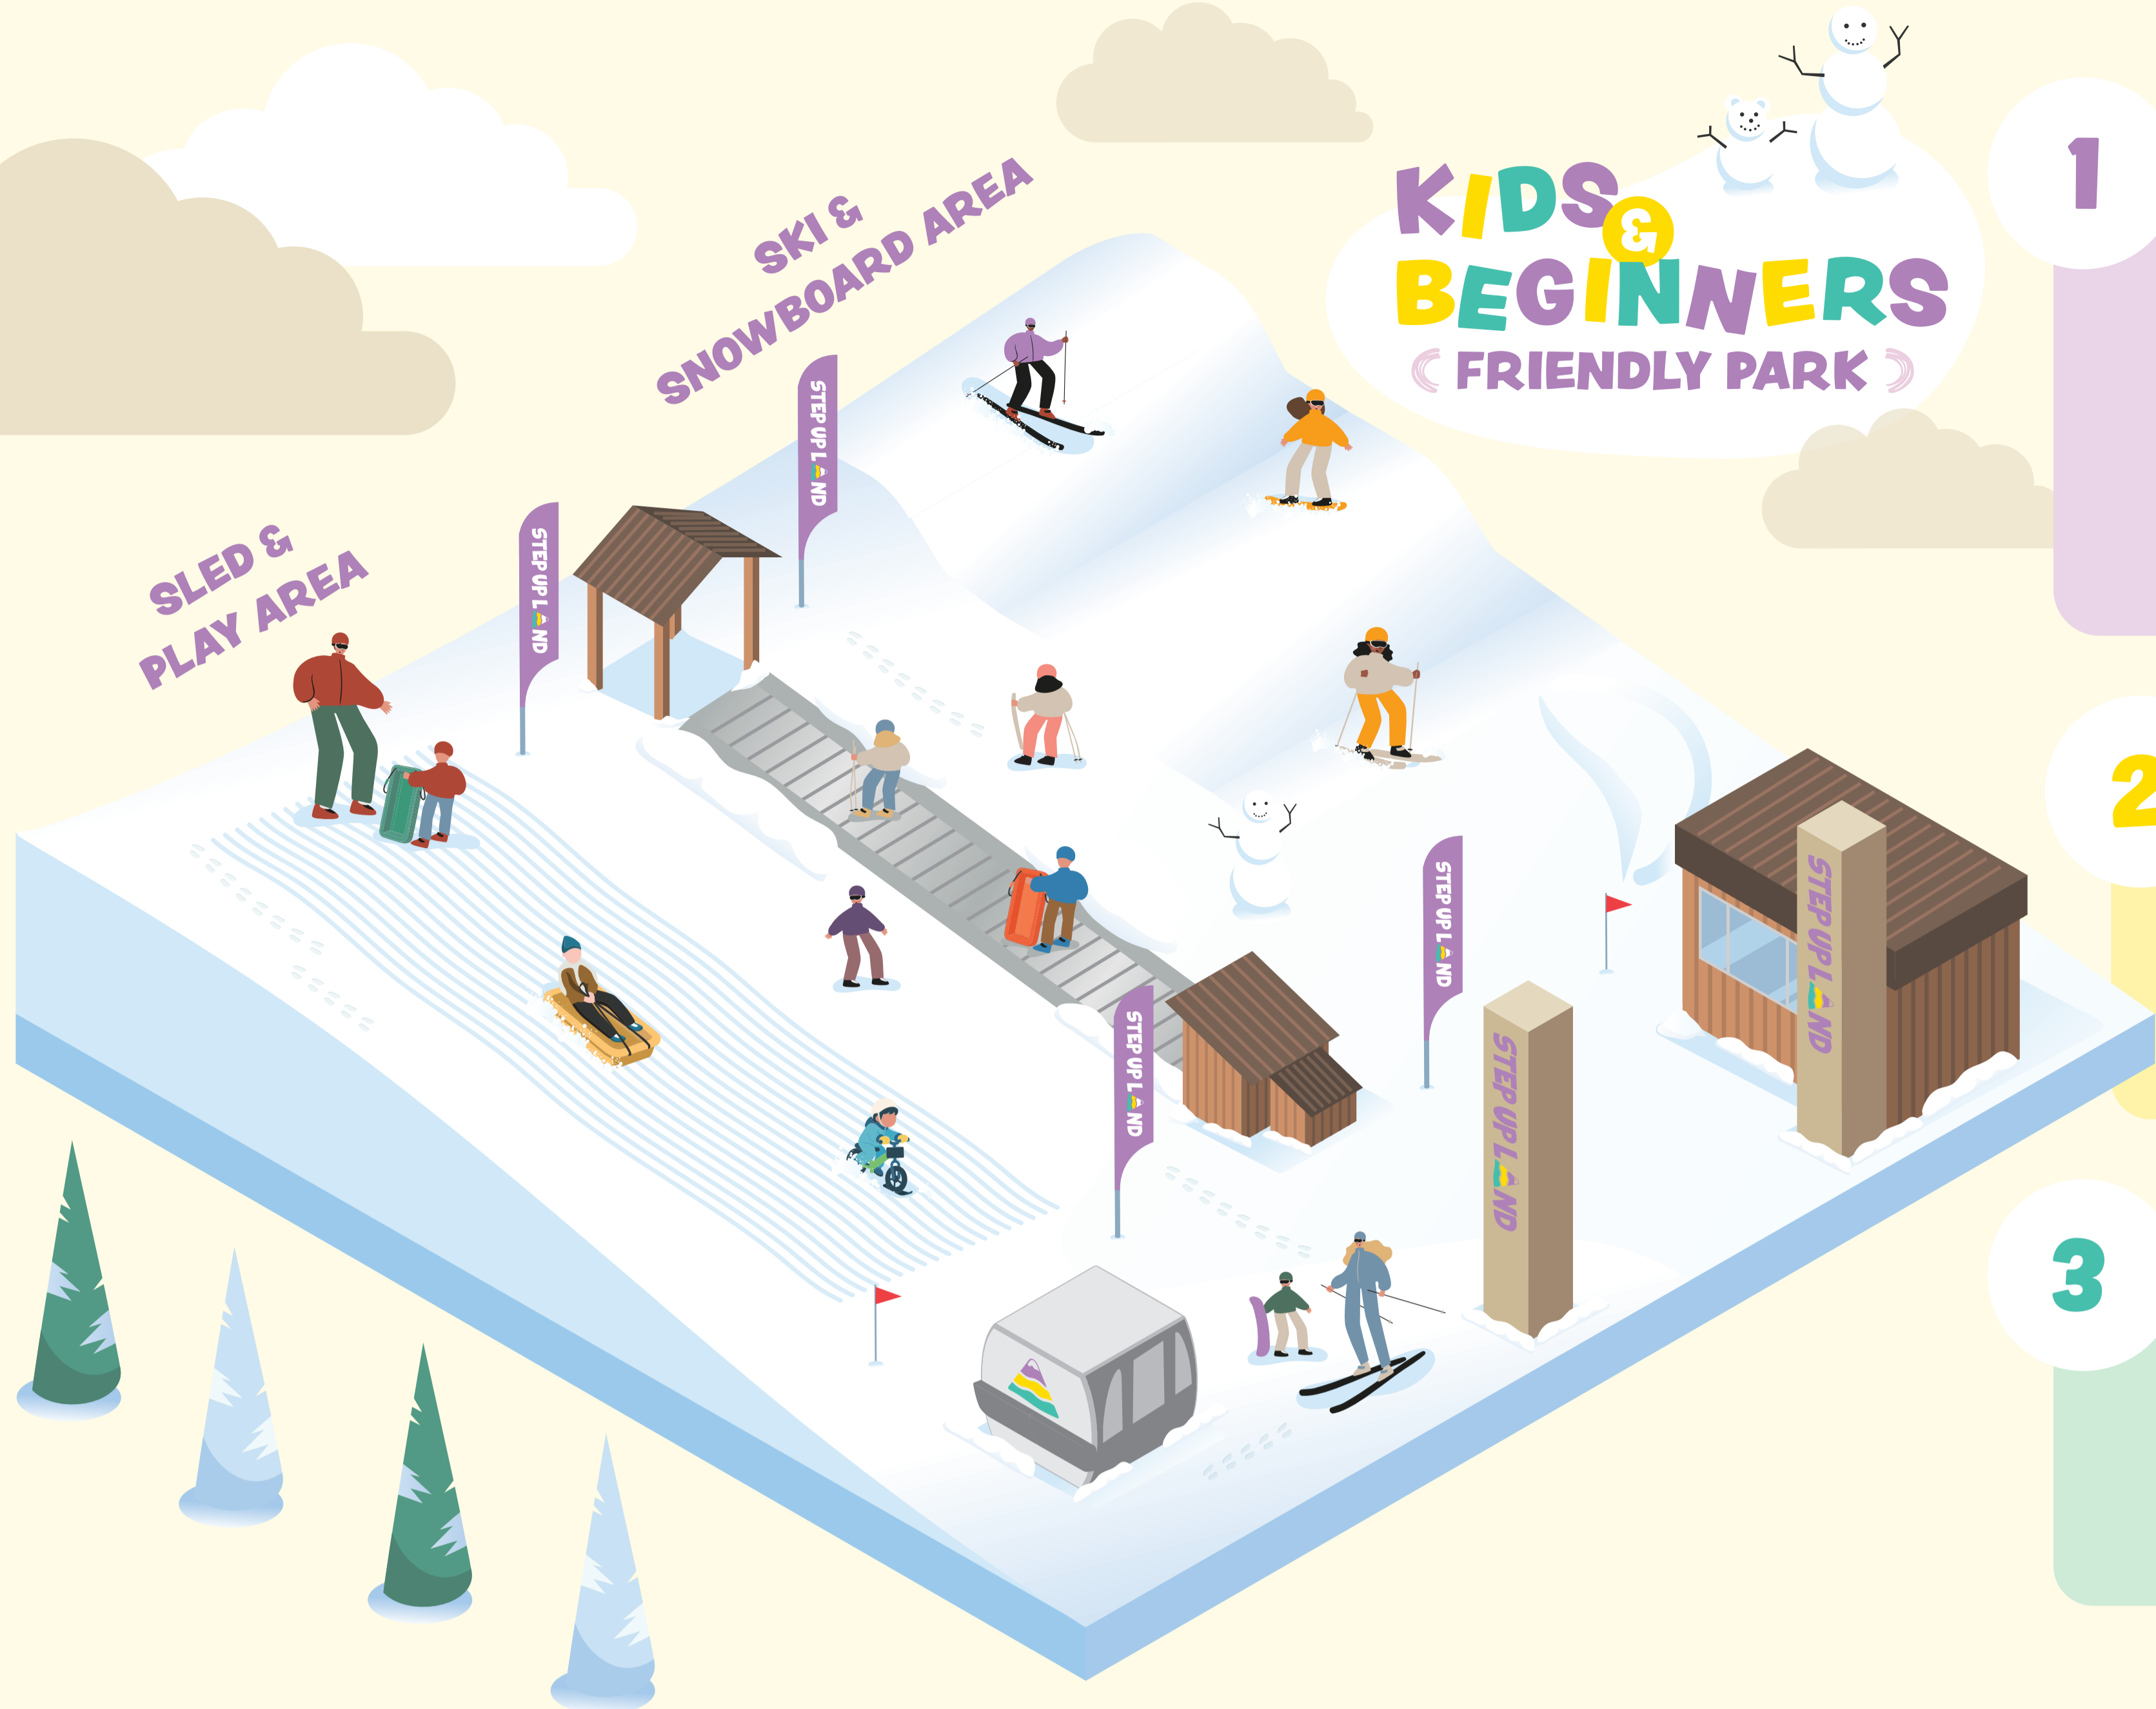 KIDS &
BEGINNERS
FRIENDLY PARK
1
2
3
SKI &
SNOWBOARD AREA
SLED &
PLAY AREA
STEP UP LAND
STEP UP LAND
STEP UP LAND
STEP UP LAND
STEP UP LAND
STEP UP LAND